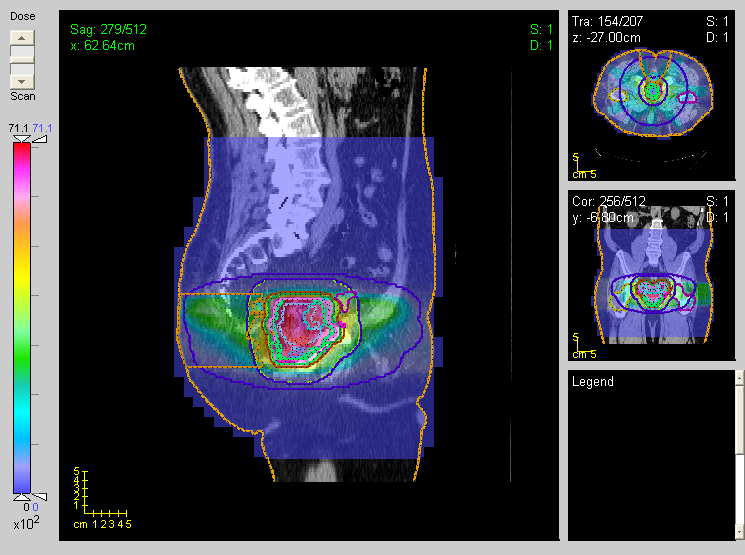 Dose
Scan
71.1 71.1
0 0
x10²
Sag: 279/512
x: 62.64cm
S: 1
D: 1
5
4
3
2
1
cm 1 2 3 4 5
Tra: 154/207
z: -27.00cm
S: 1
D: 1
5
cm 5
Cor: 256/512
y: -6.80cm
S: 1
D: 1
5
cm 5
Legend